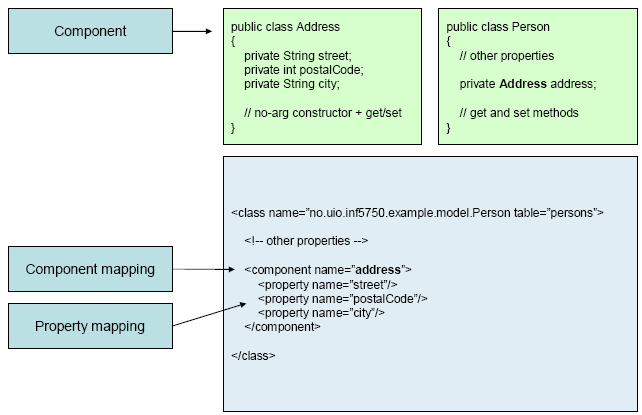 Component
public class Address
{
private String street;
private int postalCode;
private String city;
// no-arg constructor + get/set
}
public class Person
{
// other properties
private Address address;
// get and set methods
}
<class name=”no.uio.inf5750.example.model.Person table=”persons”>
<!-- other properties -->
<component name=”address”>
<property name=”street”/>
<property name=”postalCode”/>
<property name=”city”/>
</component>
</class>
Component mapping
Property mapping